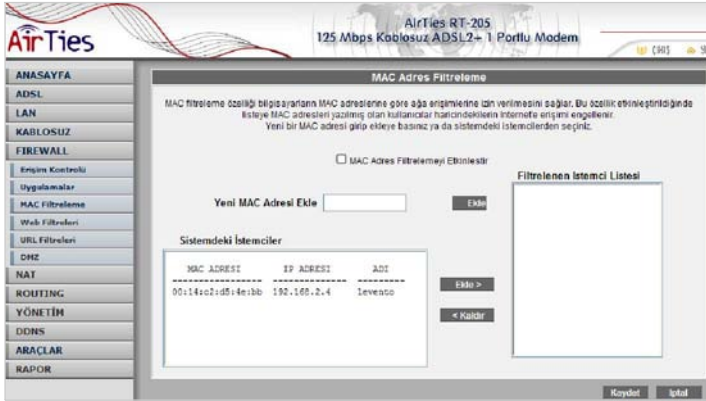 AirTies
AirTies RT-205
125 Mbps Kablosuz ADSL2+ 1 Portlu Modem
ANASAYFA
ADSL
LAN
KABLOSUZ
FIREWALL
Erişim Kontrolü
Uygulamalar
MAC Filtreleme
Web Filtreleri
URL Filtreleri
DMZ
NAT
ROUTING
YÖNETİM
DDNS
ARAÇLAR
RAPOR
MAC Adres Filtreleme
MAC filtreleme özelliği bilgisayarların MAC adreslerine göre ağ erişimlerine izin verilmesini sağlar. Bu özellik etkinleştirildiğinde
listeye MAC adresleri yazılmış olan kullanıcılar haricindekilerin internete erişimi engellenir.
Yeni bir MAC adresi girip ekleye basınız ya da sistemdeki istemcilerden seçiniz.
MAC Adres Filtrelemeyi Etkinleştir
Yeni MAC Adresi Ekle
Ekle
Sistemdeki İstemciler
MAC ADRESI IP ADRESI ADI
00:14:c2:d5:4e:bb 192.168.2.4 levento
Ekle >
< Kaldır
Filtrelenen İstemci Listesi
Kaydet İptal